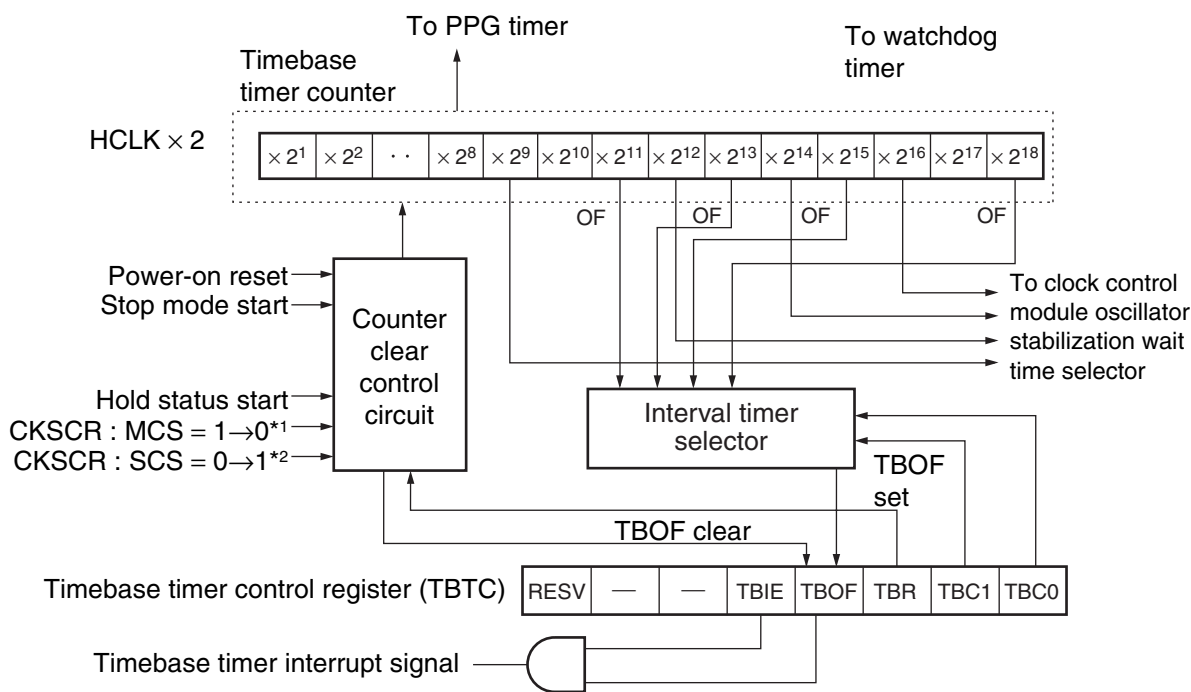 To PPG timer
To watchdog
timer
Timebase
timer counter
HCLK × 2
× 2¹ × 2² · · × 2⁸ × 2⁹ × 2¹⁰ × 2¹¹ × 2¹² × 2¹³ × 2¹⁴ × 2¹⁵ × 2¹⁶ × 2¹⁷ × 2¹⁸
OF OF OF OF
Power-on reset
Stop mode start
Hold status start
CKSCR : MCS = 1→0*¹
CKSCR : SCS = 0→1*²
Counter
clear
control
circuit
To clock control
module oscillator
stabilization wait
time selector
Interval timer
selector
TBOF
set
TBOF clear
Timebase timer control register (TBTC)
RESV — — TBIE TBOF TBR TBC1 TBC0
Timebase timer interrupt signal